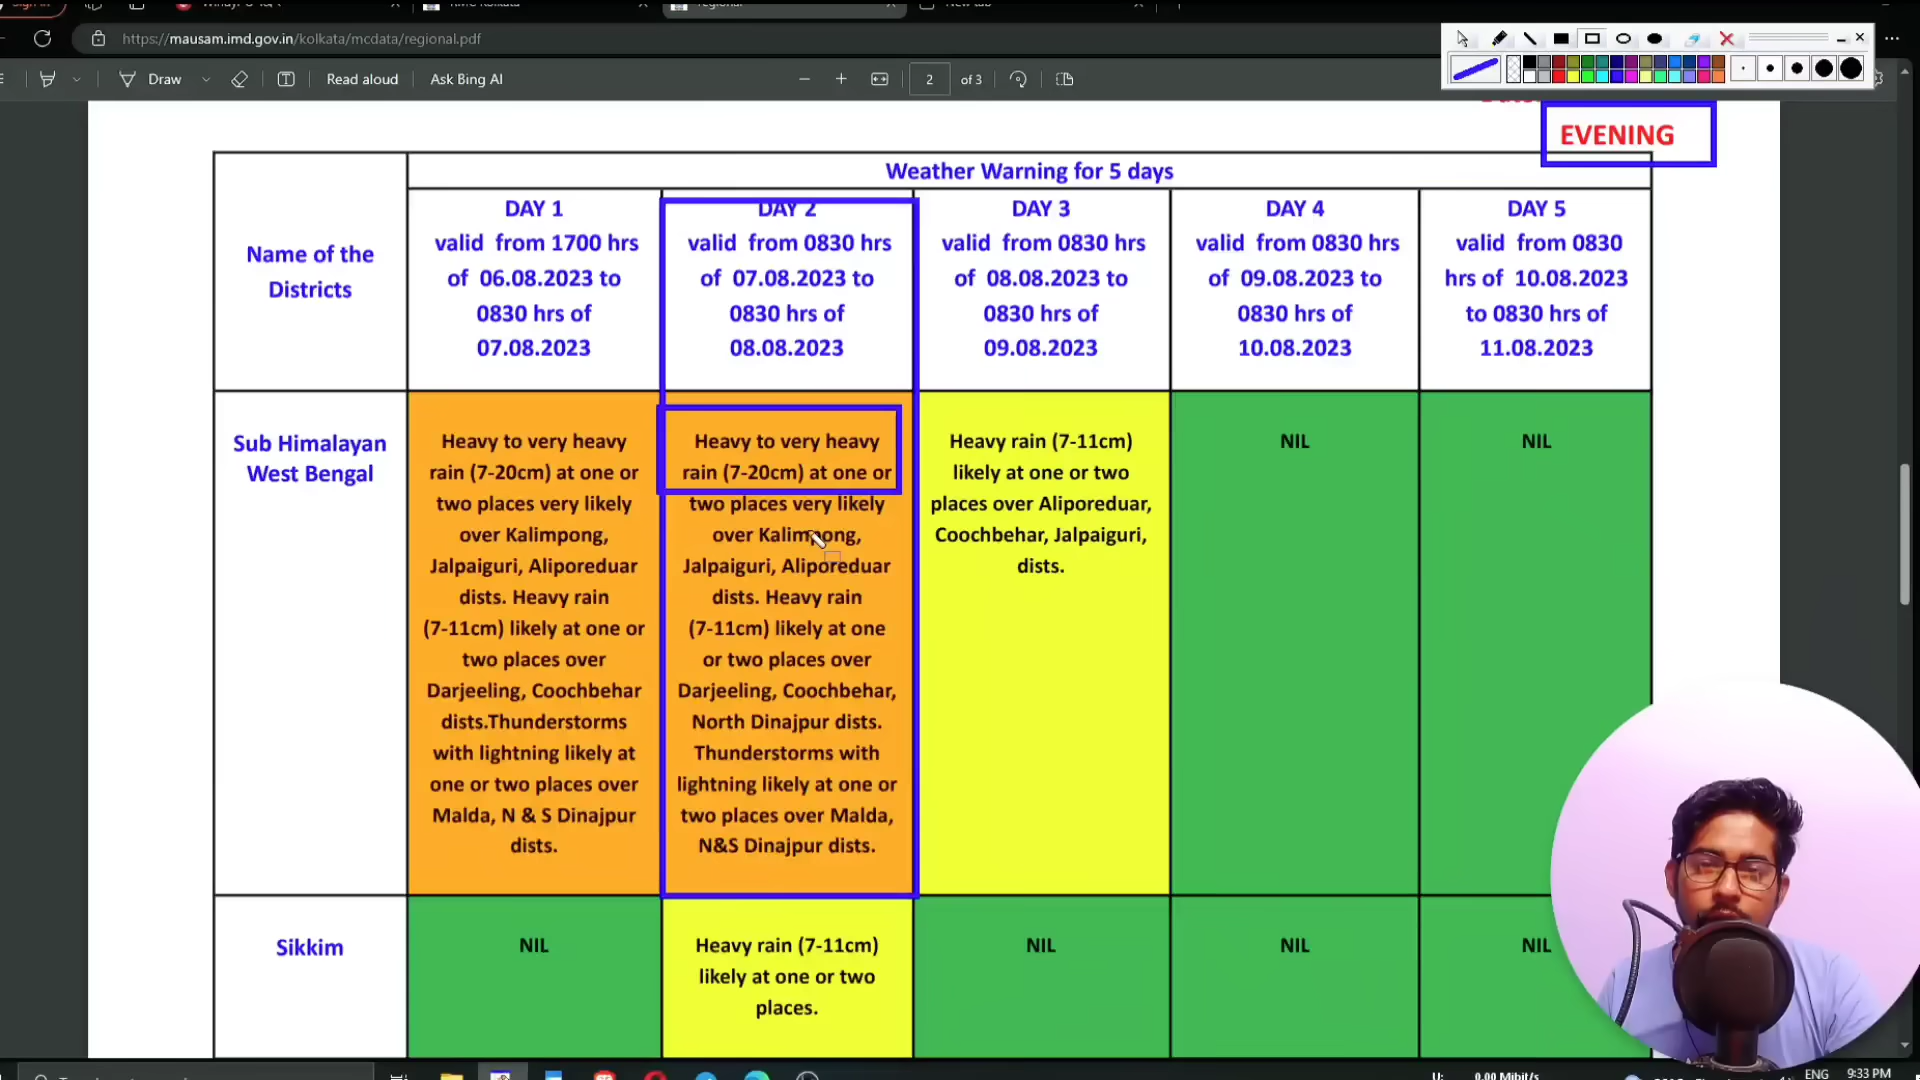 https://mausam.imd.gov.in/kolkata/mcdata/regional.pdf
Draw
Read aloud
Ask Bing AI
2
of 3
EVENING
Weather Warning for 5 days
Name of the
Districts
DAY 1
valid from 1700 hrs
of 06.08.2023 to
0830 hrs of
07.08.2023
DAY 2
valid from 0830 hrs
of 07.08.2023 to
0830 hrs of
08.08.2023
DAY 3
valid from 0830 hrs
of 08.08.2023 to
0830 hrs of
09.08.2023
DAY 4
valid from 0830 hrs
of 09.08.2023 to
0830 hrs of
10.08.2023
DAY 5
valid from 0830
hrs of 10.08.2023
to 0830 hrs of
11.08.2023
Sub Himalayan
West Bengal
Heavy to very heavy
rain (7-20cm) at one or
two places very likely
over Kalimpong,
Jalpaiguri, Aliporeduar
dists. Heavy rain
(7-11cm) likely at one or
two places over
Darjeeling, Coochbehar
dists.Thunderstorms
with lightning likely at
one or two places over
Malda, N & S Dinajpur
dists.
Heavy to very heavy
rain (7-20cm) at one or
two places very likely
over Kalimpong,
Jalpaiguri, Aliporeduar
dists. Heavy rain
(7-11cm) likely at one
or two places over
Darjeeling, Coochbehar,
North Dinajpur dists.
Thunderstorms with
lightning likely at one or
two places over Malda,
N&S Dinajpur dists.
Heavy rain (7-11cm)
likely at one or two
places over Aliporeduar,
Coochbehar, Jalpaiguri,
dists.
NIL
NIL
Sikkim
NIL
Heavy rain (7-11cm)
likely at one or two
places.
NIL
NIL
NIL
U:
0.00 Mibit/s
ENG
9:33 PM